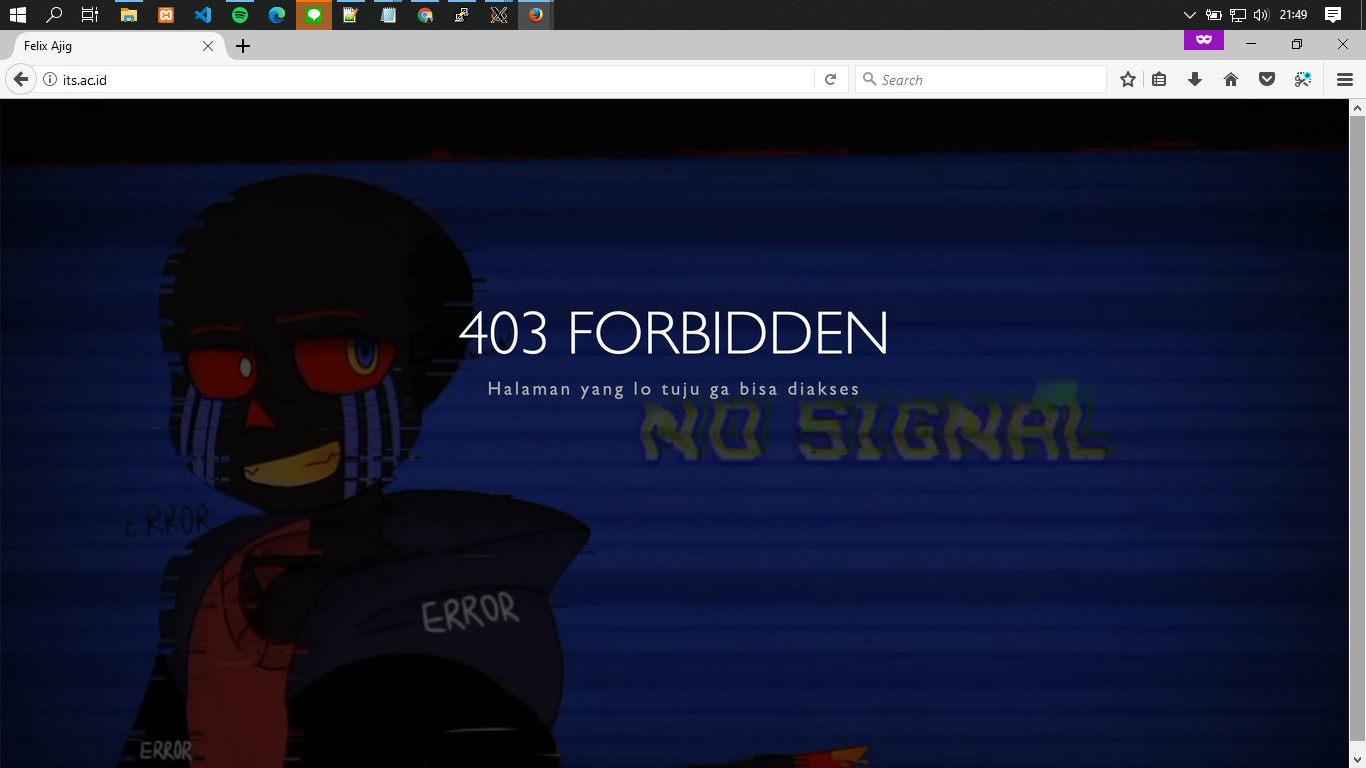 21:49
Felix Ajig
its.ac.id
Search
403 FORBIDDEN
Halaman yang lo tuju ga bisa diakses
NO SIGNAL
ERROR
ERROR
ERROR